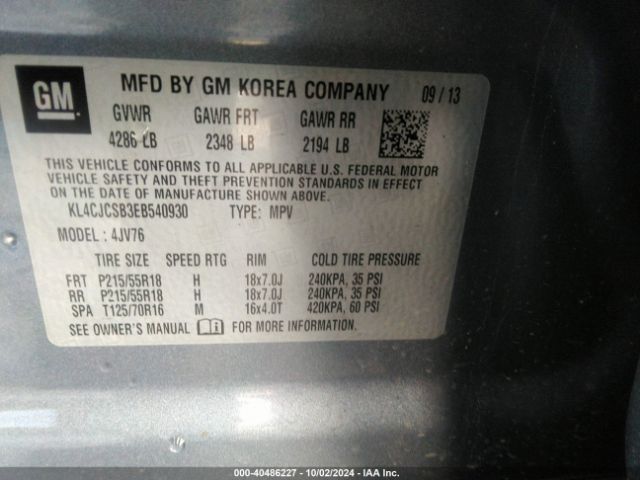 GM
MFD BY GM KOREA COMPANY 09/13
GVWR GAWR FRT GAWR RR
4286 LB 2348 LB 2194 LB
THIS VEHICLE CONFORMS TO ALL APPLICABLE U.S. FEDERAL MOTOR
VEHICLE SAFETY AND THEFT PREVENTION STANDARDS IN EFFECT
ON THE DATE OF MANUFACTURE SHOWN ABOVE.
KL4CJCSB3EB540930 TYPE: MPV
MODEL: 4JV76
TIRE SIZE SPEED RTG RIM COLD TIRE PRESSURE
FRT P215/55R18 H 18x7.0J 240KPA, 35 PSI
RR P215/55R18 H 18x7.0J 240KPA, 35 PSI
SPA T125/70R16 M 16x4.0T 420KPA, 60 PSI
SEE OWNER'S MANUAL FOR MORE INFORMATION.
000-40486227 - 10/02/2024 - IAA Inc.